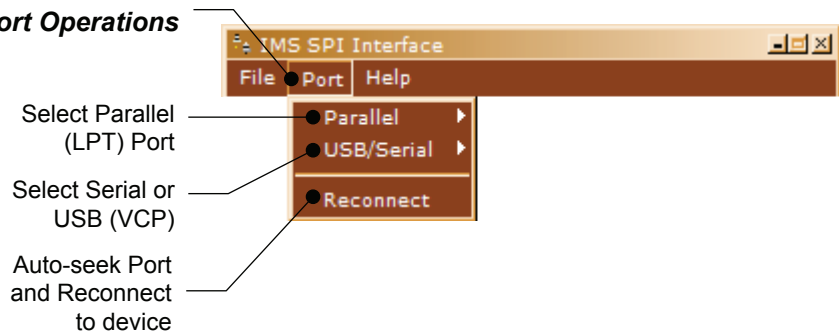 ort Operations
IMS SPI Interface
File Port Help
Select Parallel
(LPT) Port
Parallel
USB/Serial
Select Serial or
USB (VCP)
Reconnect
Auto-seek Port
and Reconnect
to device